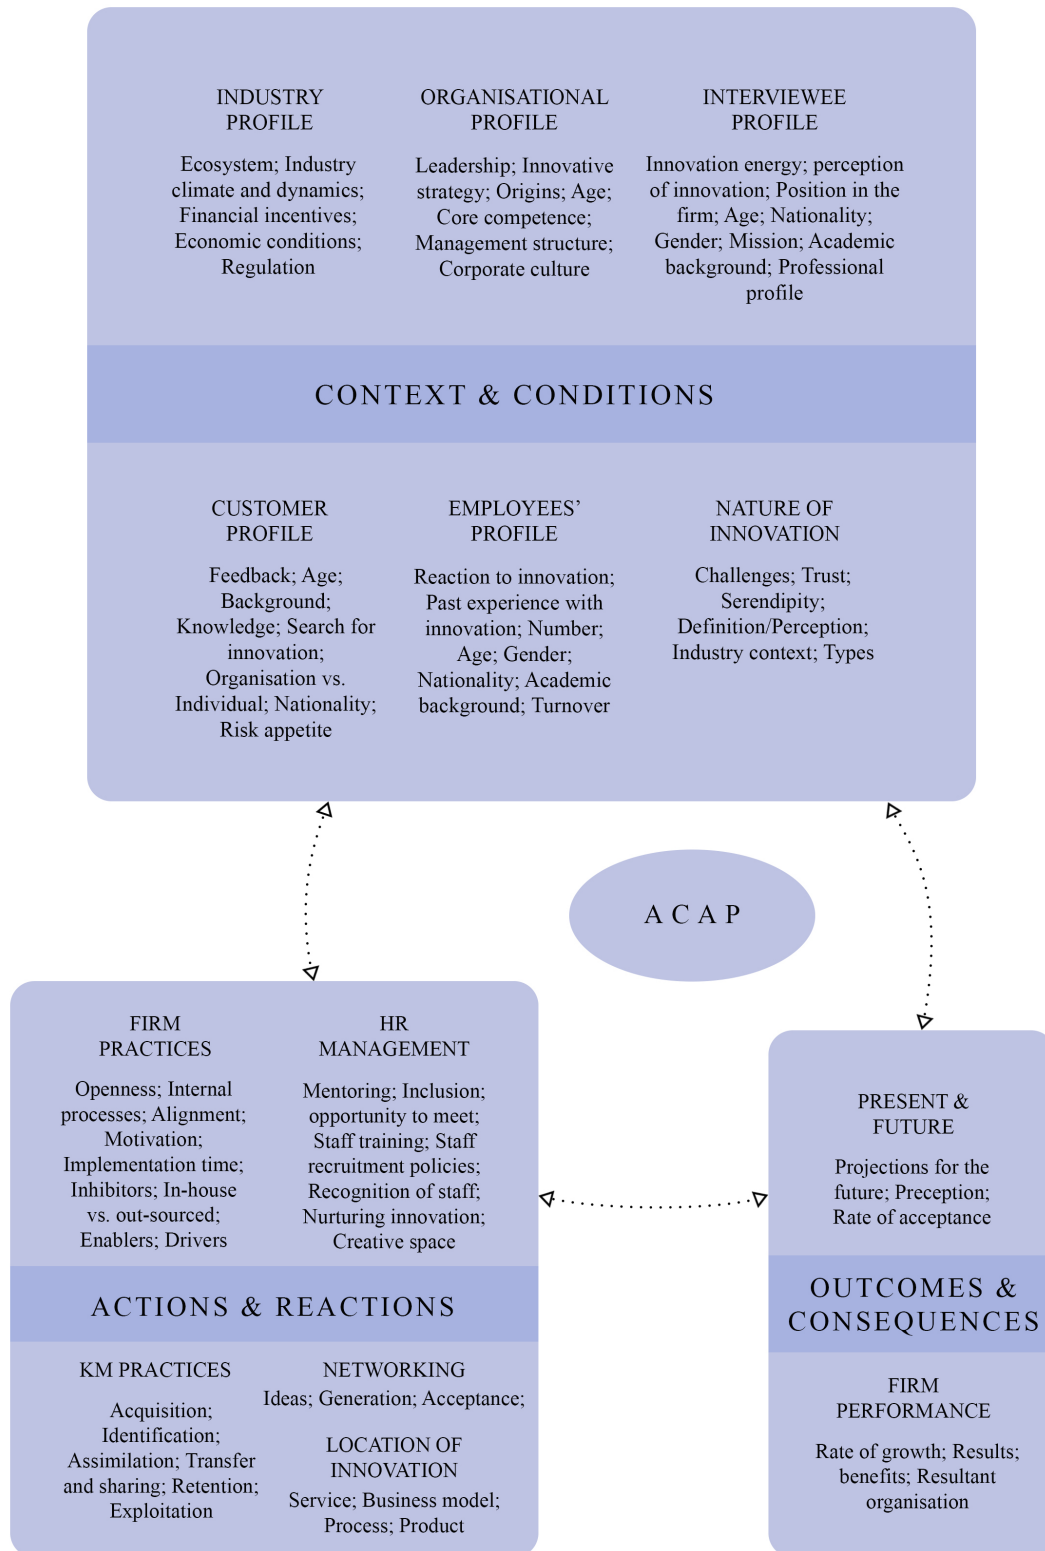 INDUSTRY
PROFILE
Ecosystem; Industry
climate and dynamics;
Financial incentives;
Economic conditions;
Regulation
ORGANISATIONAL
PROFILE
Leadership; Innovative
strategy; Origins; Age;
Core competence;
Management structure;
Corporate culture
INTERVIEWEE
PROFILE
Innovation energy; perception
of innovation; Position in the
firm; Age; Nationality;
Gender; Mission; Academic
background; Professional
profile
CONTEXT & CONDITIONS
CUSTOMER
PROFILE
Feedback; Age;
Background;
Knowledge; Search for
innovation;
Organisation vs.
Individual; Nationality;
Risk appetite
EMPLOYEES’
PROFILE
Reaction to innovation;
Past experience with
innovation; Number;
Age; Gender;
Nationality; Academic
background; Turnover
NATURE OF
INNOVATION
Challenges; Trust;
Serendipity;
Definition/Perception;
Industry context; Types
ACAP
FIRM
PRACTICES
Openness; Internal
processes; Alignment;
Motivation;
Implementation time;
Inhibitors; In-house
vs. out-sourced;
Enablers; Drivers
HR
MANAGEMENT
Mentoring; Inclusion;
opportunity to meet;
Staff training; Staff
recruitment policies;
Recognition of staff;
Nurturing innovation;
Creative space
ACTIONS & REACTIONS
KM PRACTICES
Acquisition;
Identification;
Assimilation; Transfer
and sharing; Retention;
Exploitation
NETWORKING
Ideas; Generation; Acceptance;
LOCATION OF
INNOVATION
Service; Business model;
Process; Product
PRESENT &
FUTURE
Projections for the
future; Preception;
Rate of acceptance
OUTCOMES &
CONSEQUENCES
FIRM
PERFORMANCE
Rate of growth; Results;
benefits; Resultant
organisation